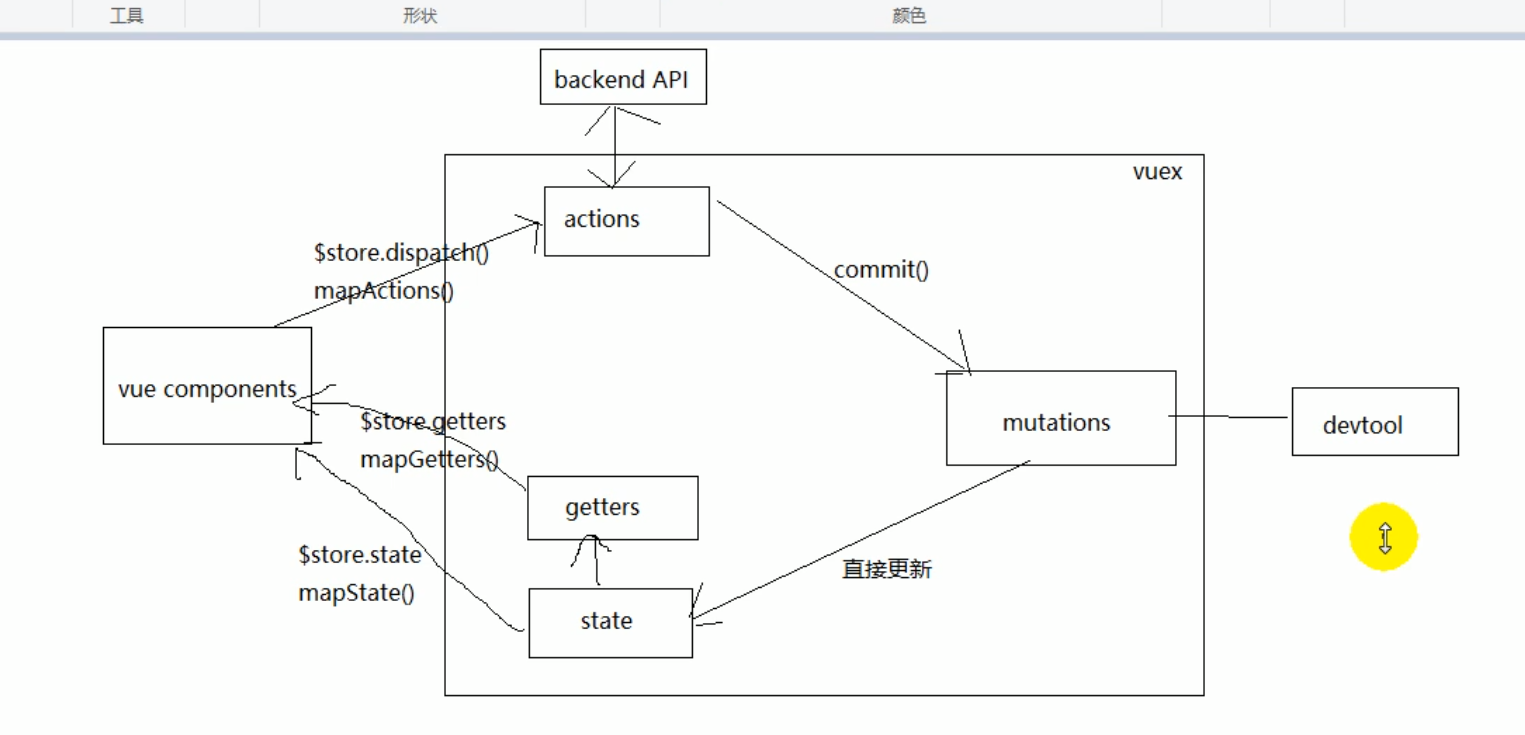 工具
形状
颜色
backend API
vuex
actions
$store.dispatch()
mapActions()
commit()
vue components
$store.getters
mapGetters()
mutations
devtool
getters
$store.state
mapState()
直接更新
state